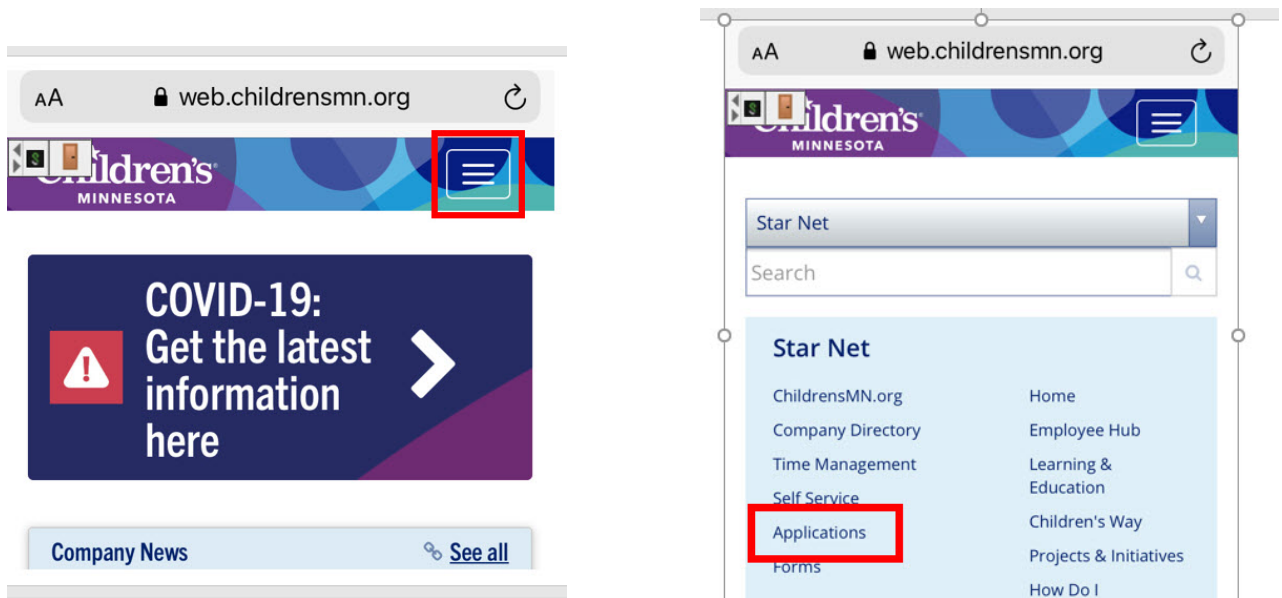 AA web.childrensmn.org
Children's
MINNESOTA
COVID-19:
Get the latest
information
here
Company News See all
AA web.childrensmn.org
Children's
MINNESOTA
Star Net
Search
Star Net
ChildrensMN.org
Company Directory
Time Management
Self Service
Applications
Forms
Home
Employee Hub
Learning &
Education
Children's Way
Projects & Initiatives
How Do I